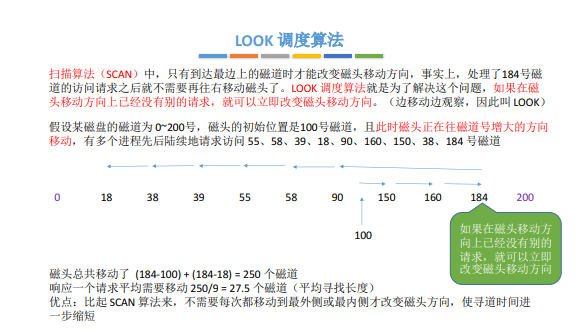 LOOK 调度算法
扫描算法（SCAN）中，只有到达最边上的磁道时才能改变磁头移动方向，事实上，处理了184号磁
道的访问请求之后就不需要再往右移动磁头了。LOOK 调度算法就是为了解决这个问题，如果在磁
头移动方向上已经没有别的请求，就可以立即改变磁头移动方向。（边移动边观察，因此叫 LOOK）
假设某磁盘的磁道为 0~200号，磁头的初始位置是100号磁道，且此时磁头正在往磁道号增大的方向
移动，有多个进程先后陆续地请求访问 55、58、39、18、90、160、150、38、184 号磁道
0 18 38 39 55 58 90 150 160 184 200
100
如果在磁头移动方
向上已经没有别的
请求，就可以立即
改变磁头移动方向
磁头总共移动了 (184-100) + (184-18) = 250 个磁道
响应一个请求平均需要移动 250/9 = 27.5 个磁道（平均寻找长度）
优点：比起 SCAN 算法来，不需要每次都移动到最外侧或最内侧才改变磁头方向，使寻道时间进
一步缩短